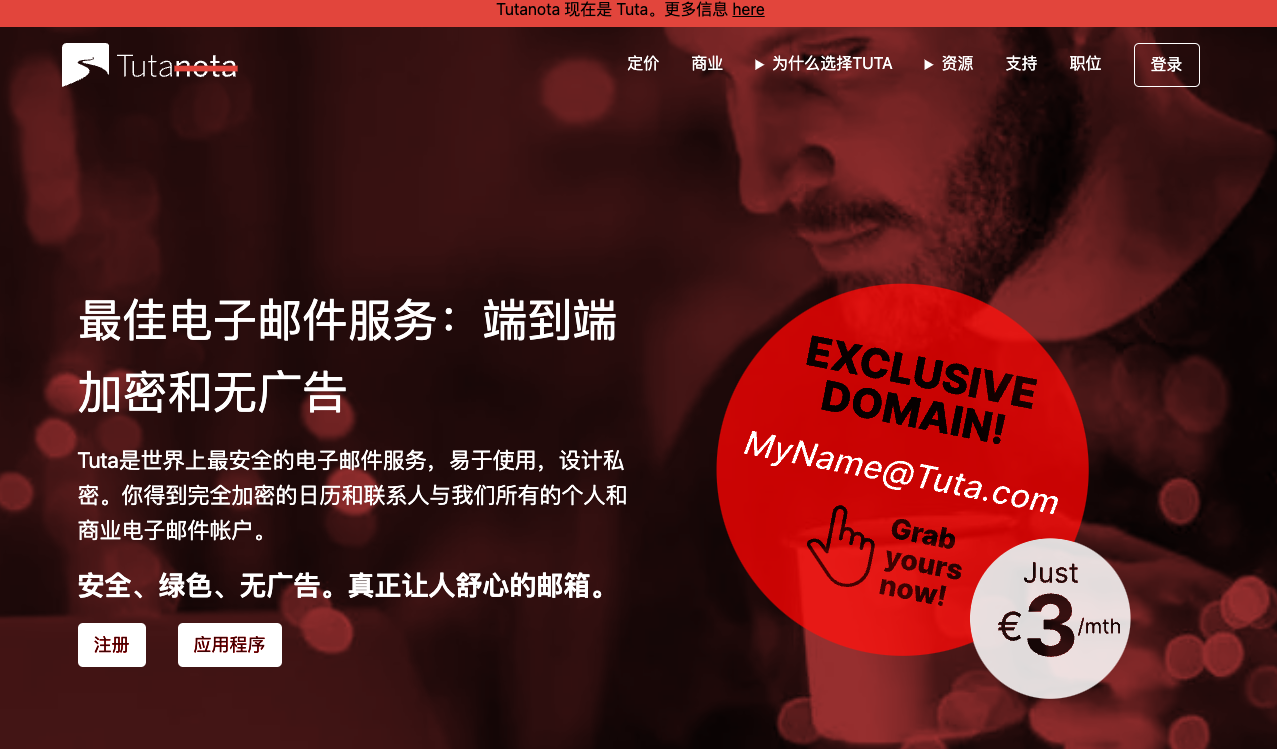 Tutanota 现在是 Tuta。更多信息 here
Tutanota
定价 商业 ▶ 为什么选择TUTA ▶ 资源 支持 职位 登录
最佳电子邮件服务：端到端
加密和无广告
Tuta是世界上最安全的电子邮件服务，易于使用，设计私
密。你得到完全加密的日历和联系人与我们所有的个人和
商业电子邮件帐户。
安全、绿色、无广告。真正让人舒心的邮箱。
注册 应用程序
EXCLUSIVE
DOMAIN!
MyName@Tuta.com
Grab
yours
now!
Just
€3/mth